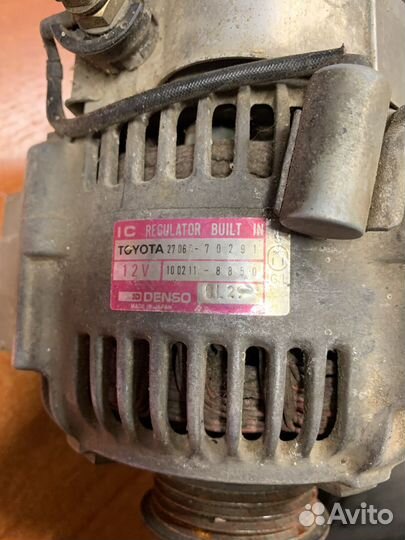 IC REGULATOR BUILT IN
TOYOTA 27060-70291
12V 100211-8850
DENSO
MADE IN JAPAN
Avito